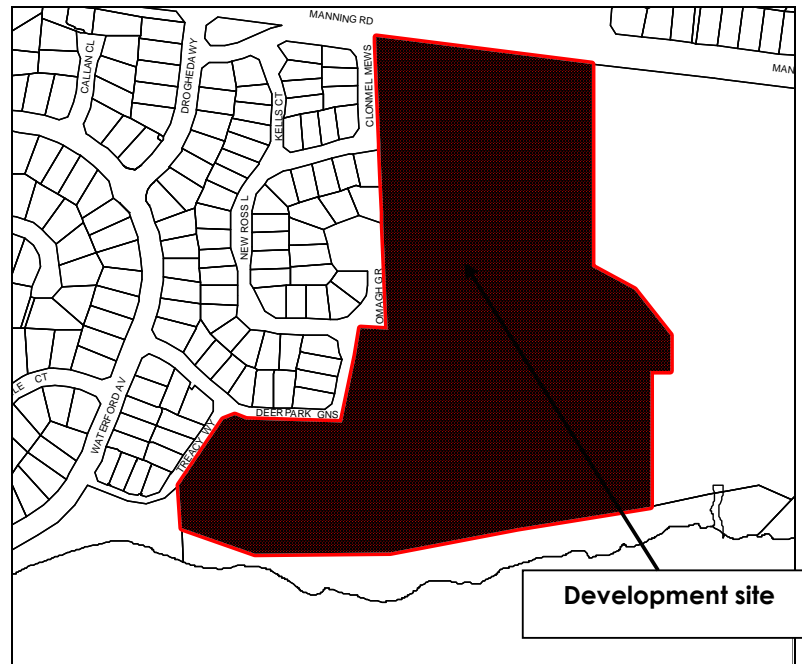 MANNING RD
MAN
CALLAN CL
DROGHEDA WY
KELLS CT
CLONMEL MEWS
NEW ROSS L
OMAGH GR
LE CT
WATERFORD AV
TREACY WY
DEERPARK GNS
Development site